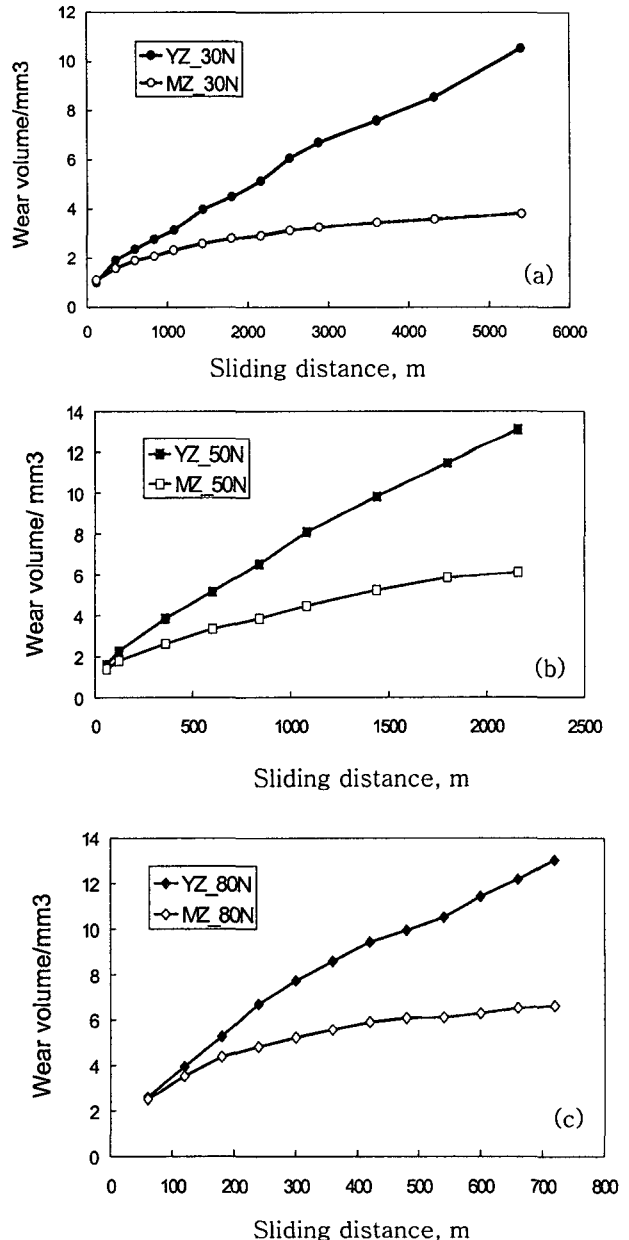 12
10
8
6
4
2
0
Wear volume/mm3
YZ_30N
MZ_30N
(a)
0 1000 2000 3000 4000 5000 6000
Sliding distance, m
14
12
10
8
6
4
2
0
Wear volume/ mm3
YZ_50N
MZ_50N
(b)
0 500 1000 1500 2000 2500
Sliding distance, m
14
12
10
8
6
4
2
0
Wear volume/mm3
YZ_80N
MZ_80N
(c)
0 100 200 300 400 500 600 700 800
Sliding distance, m